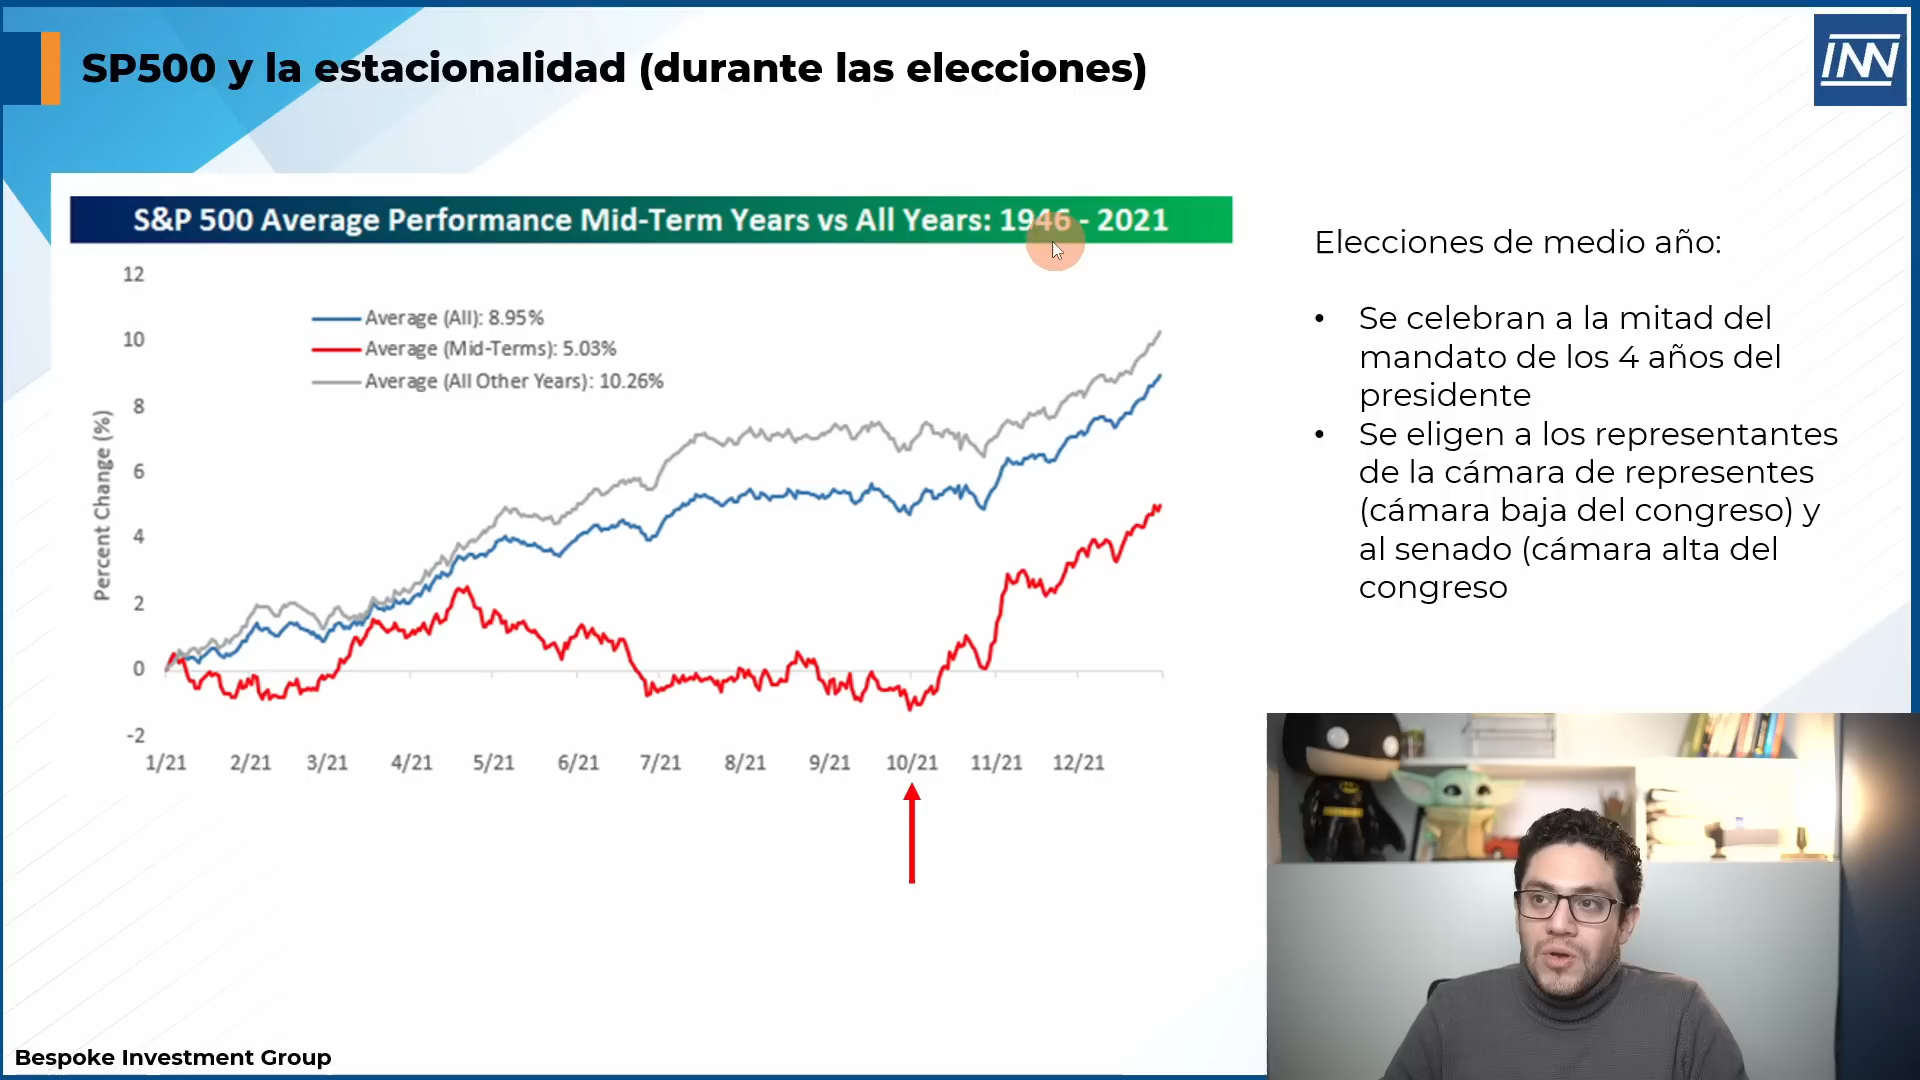 SP500 y la estacionalidad (durante las elecciones)
INN
S&P 500 Average Performance Mid-Term Years vs All Years: 1946 - 2021
12
10
8
6
4
2
0
-2
Percent Change (%)
Average (All): 8.95%
Average (Mid-Terms): 5.03%
Average (All Other Years): 10.26%
1/21 2/21 3/21 4/21 5/21 6/21 7/21 8/21 9/21 10/21 11/21 12/21
Elecciones de medio año:
• Se celebran a la mitad del
mandato de los 4 años del
presidente
• Se eligen a los representantes
de la cámara de represent​es
(cámara baja del congreso) y
al senado (cámara alta del
congreso
Bespoke Investment Group